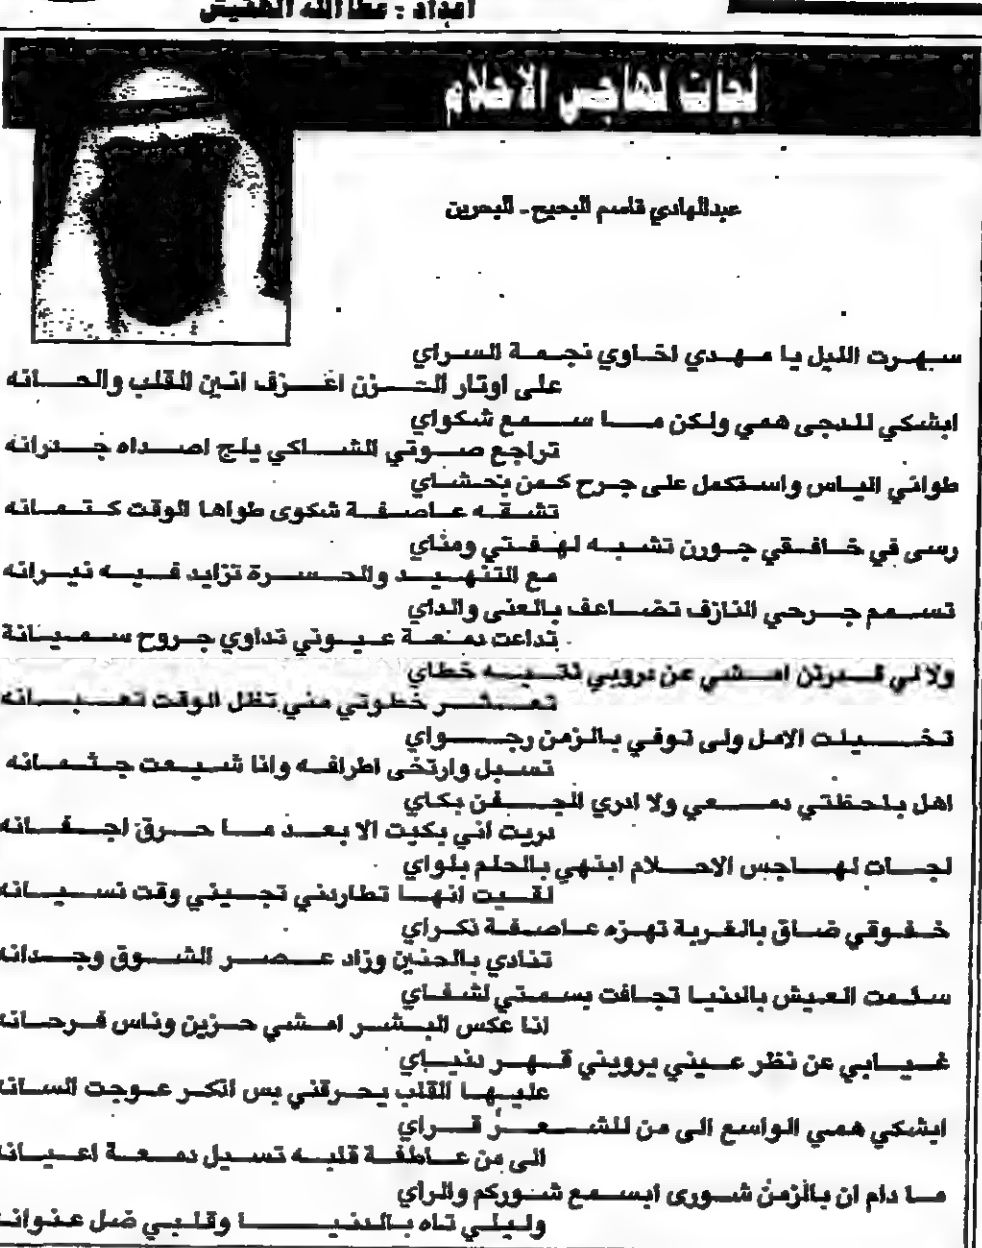 اعداد : عطا الله
لجأت لهاجس الاحلام
عبدالهادي قاسم البحيح - البحرين
سهرت الليل يا مهدي اخاوي نجمة السراي
على اوتار الحزن اعزف انين القلب والحانه
ابشكي للدجى همي ولكن ما سمع شكواي
تراجع صوتي الشاكي يلج اصداه جدرانه
طواني الياس واستكمل على جرح كمن بحشاي
تشقه عاصفة شكوى طواها الوقت كتمانه
رسى في خافقي جورن تشبه لهفتي ومناي
مع التنهيد والحسرة تزايد فيه نيرانه
تسمم جرحي النازف تضاعف بالعنى والداي
تداعت دمعة عيوني تداوي جروح سميانة
ولا لي قدرتن امشي عن دروبي خطاي
تعثر خطوتي مني تظل الوقت تعبانه
تخيلت الامل ولى توفي بالزمن رجواي
تسبل وارتخى اطرافه وانا شيعت جثمانه
اهل بلحظتي دمعي ولا ادري الجفن بكاي
دريت اني بكيت الا بعد ما حرق اجفانه
لجات لهاجس الاحلام ابنهي بالحلم بلواي
لقيت انها تطاردني تجيني وقت نسيانه
خفوقي ضاق بالغربة تهزه عاصفة ذكراي
تنادي بالحنين وزاد عصر الشوق وجدانه
سئمت العيش بالدنيا تجافت بسمتي لشفاي
انا عكس البشر امشي حزين وناس فرحانه
غيابي عن نظر عيني يرويني قهر دنياي
عليها القلب يحرقني بس انكر عوجت السانه
ابشكي همي الواسع الى من للشعر قراي
الى من عاطفة قلبه تسيل دمعة اعيانه
ما دام ان بالزمن شورى ابسمع شوركم والراي
وليلي تاه بالدنيا وقلبي ضل عنوانه